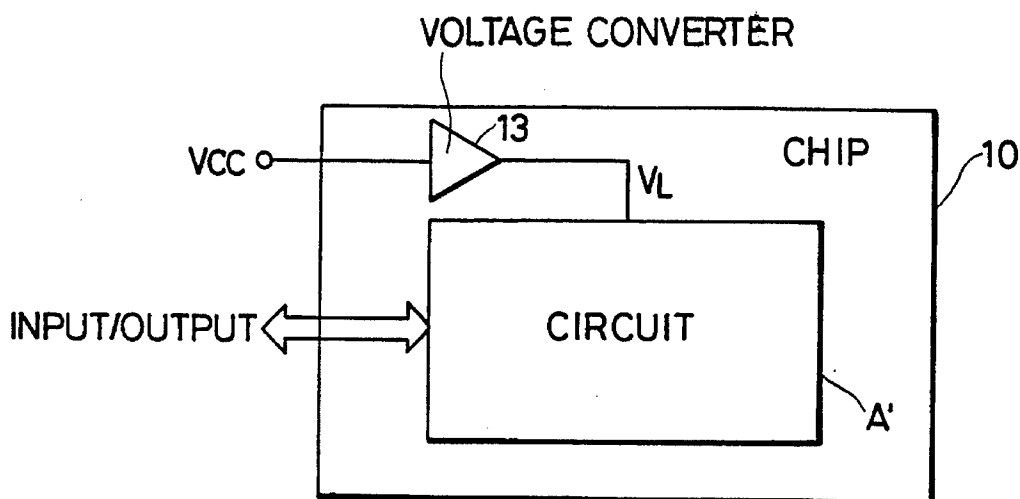 VOLTAGE CONVERTER
13
CHIP
10
VCC
VL
INPUT/OUTPUT
CIRCUIT
A'